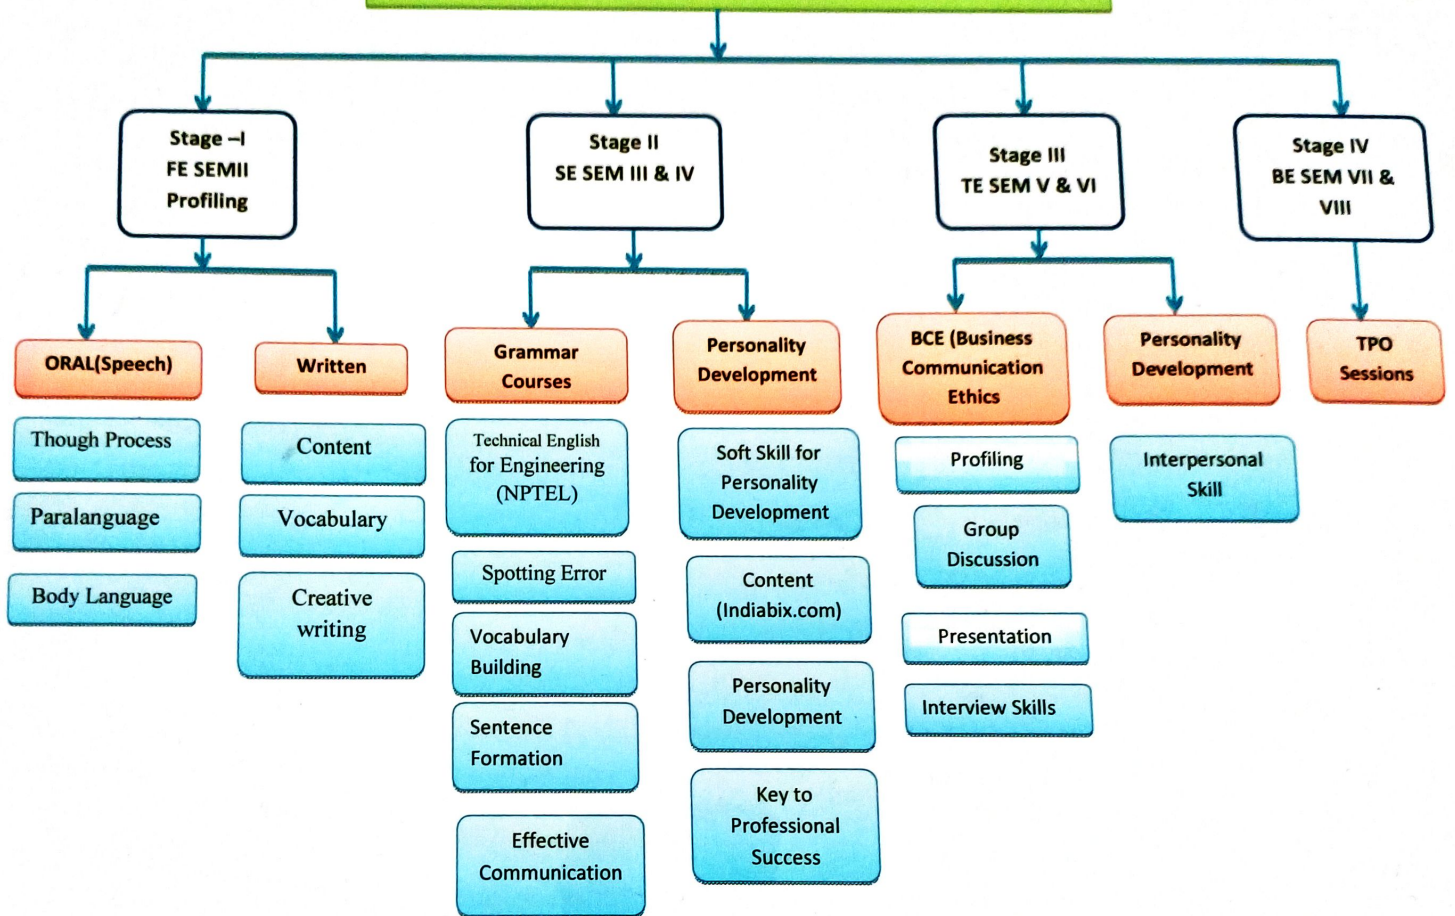 Stage –I
FE SEMII
Profiling
Stage II
SE SEM III & IV
Stage III
TE SEM V & VI
Stage IV
BE SEM VII &
VIII
ORAL(Speech)
Though Process
Paralanguage
Body Language
Written
Content
Vocabulary
Creative
writing
Grammar
Courses
Technical English
for Engineering
(NPTEL)
Spotting Error
Vocabulary
Building
Sentence
Formation
Effective
Communication
Personality
Development
Soft Skill for
Personality
Development
Content
(Indiabix.com)
Personality
Development
Key to
Professional
Success
BCE (Business
Communication
Ethics
Profiling
Group
Discussion
Presentation
Interview Skills
Personality
Development
Interpersonal
Skill
TPO
Sessions